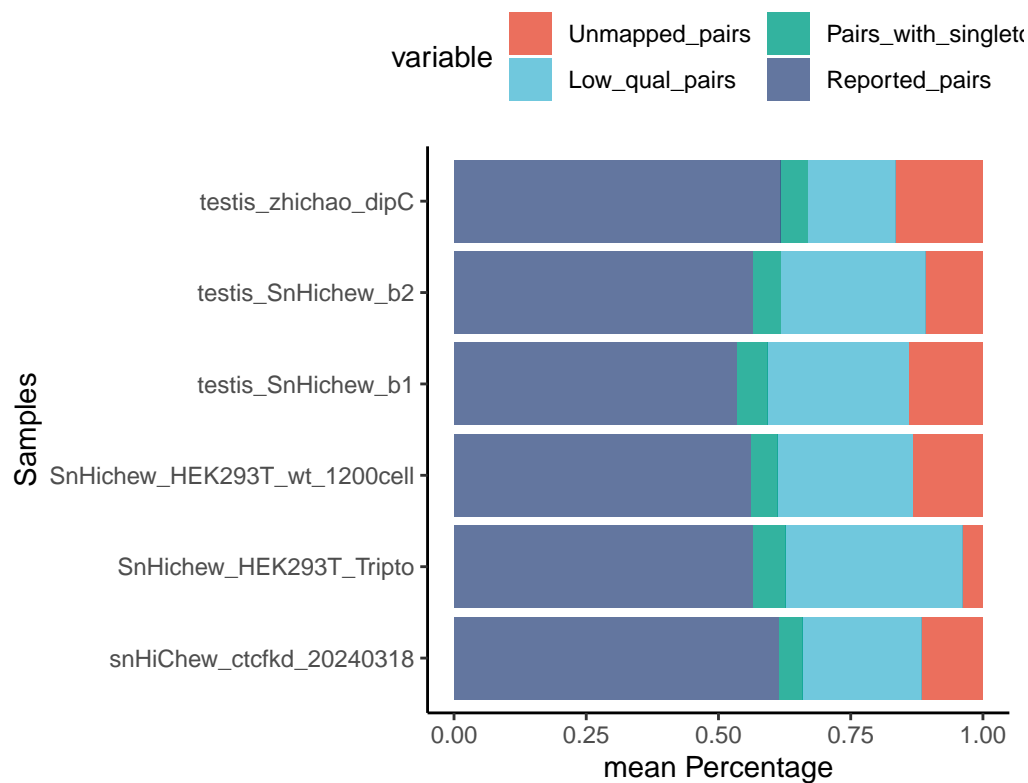 variable
Unmapped_pairs
Pairs_with_singleto
Low_qual_pairs
Reported_pairs
Samples
testis_zhichao_dipC
testis_SnHichew_b2
testis_SnHichew_b1
SnHichew_HEK293T_wt_1200cell
SnHichew_HEK293T_Tripto
snHiChew_ctcfkd_20240318
0.00
0.25
0.50
0.75
1.00
mean Percentage